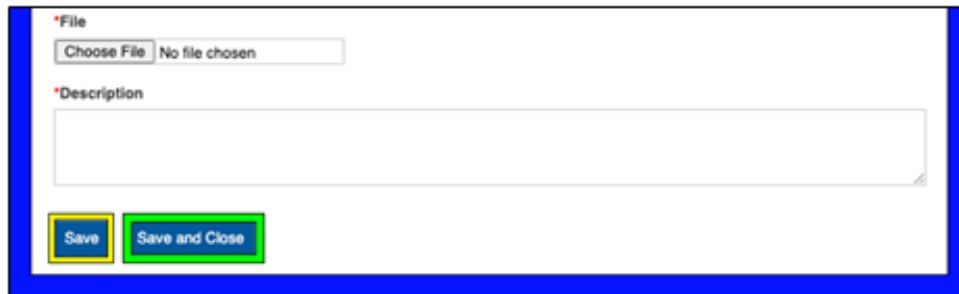 *File
Choose File No file chosen
*Description
Save Save and Close